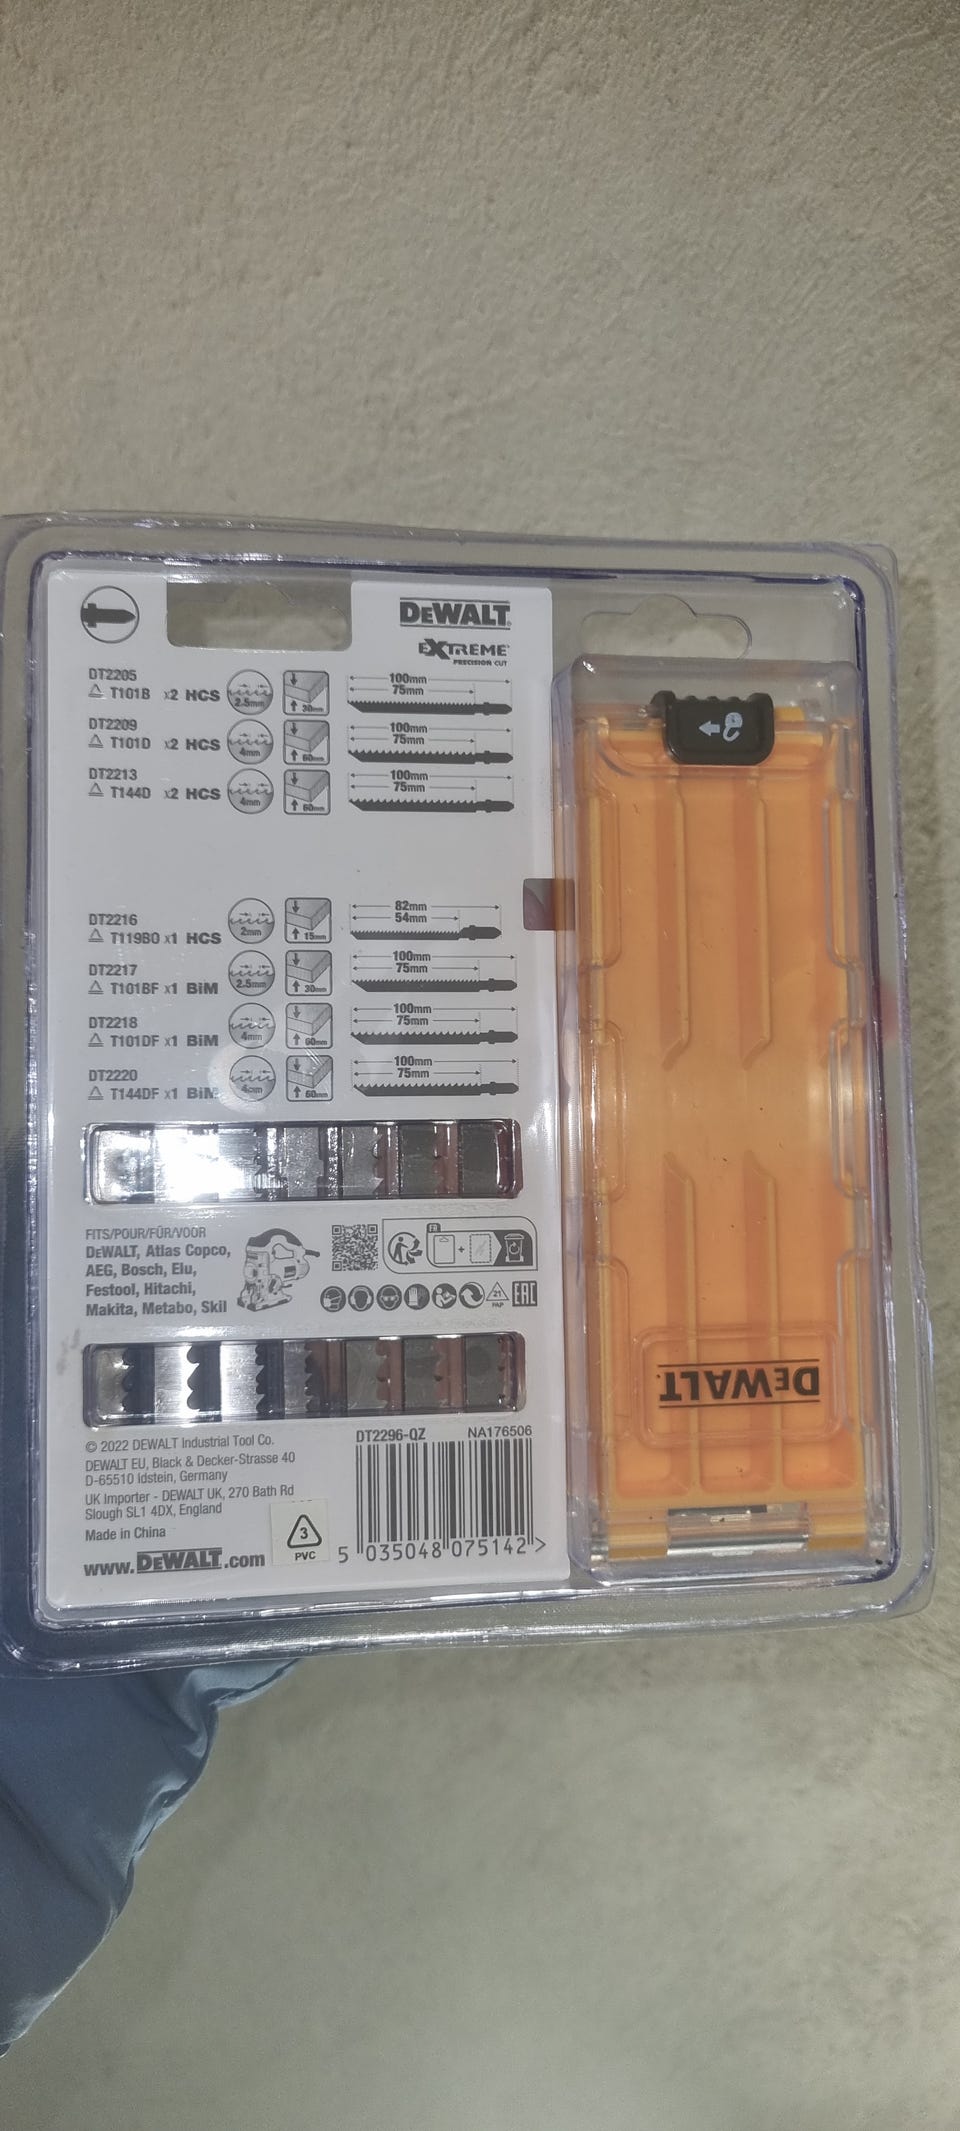 DEWALT
EXTREME
PRECISION CUT
DT2205
T101B x2 HCS
2.5mm
30mm
100mm
75mm
DT2209
T101D x2 HCS
4mm
60mm
100mm
75mm
DT2213
T144D x2 HCS
4mm
60mm
100mm
75mm
DT2216
T119BO x1 HCS
2mm
15mm
82mm
54mm
DT2217
T101BF x1 BiM
2.5mm
30mm
100mm
75mm
DT2218
T101DF x1 BiM
4mm
60mm
100mm
75mm
DT2220
T144DF x1 BiM
4mm
60mm
100mm
75mm
FITS/POUR/FÜR/VOOR
DEWALT, Atlas Copco,
AEG, Bosch, Elu,
Festool, Hitachi,
Makita, Metabo, Skil
FR
+
21
PAP
EAC
© 2022 DEWALT Industrial Tool Co.
DEWALT EU, Black & Decker-Strasse 40
D-65510 Idstein, Germany
UK Importer - DEWALT UK, 270 Bath Rd
Slough SL1 4DX, England
Made in China
www.DEWALT.com
3
PVC
DT2296-QZ NA176506
5 035048 075142 >
DEWALT